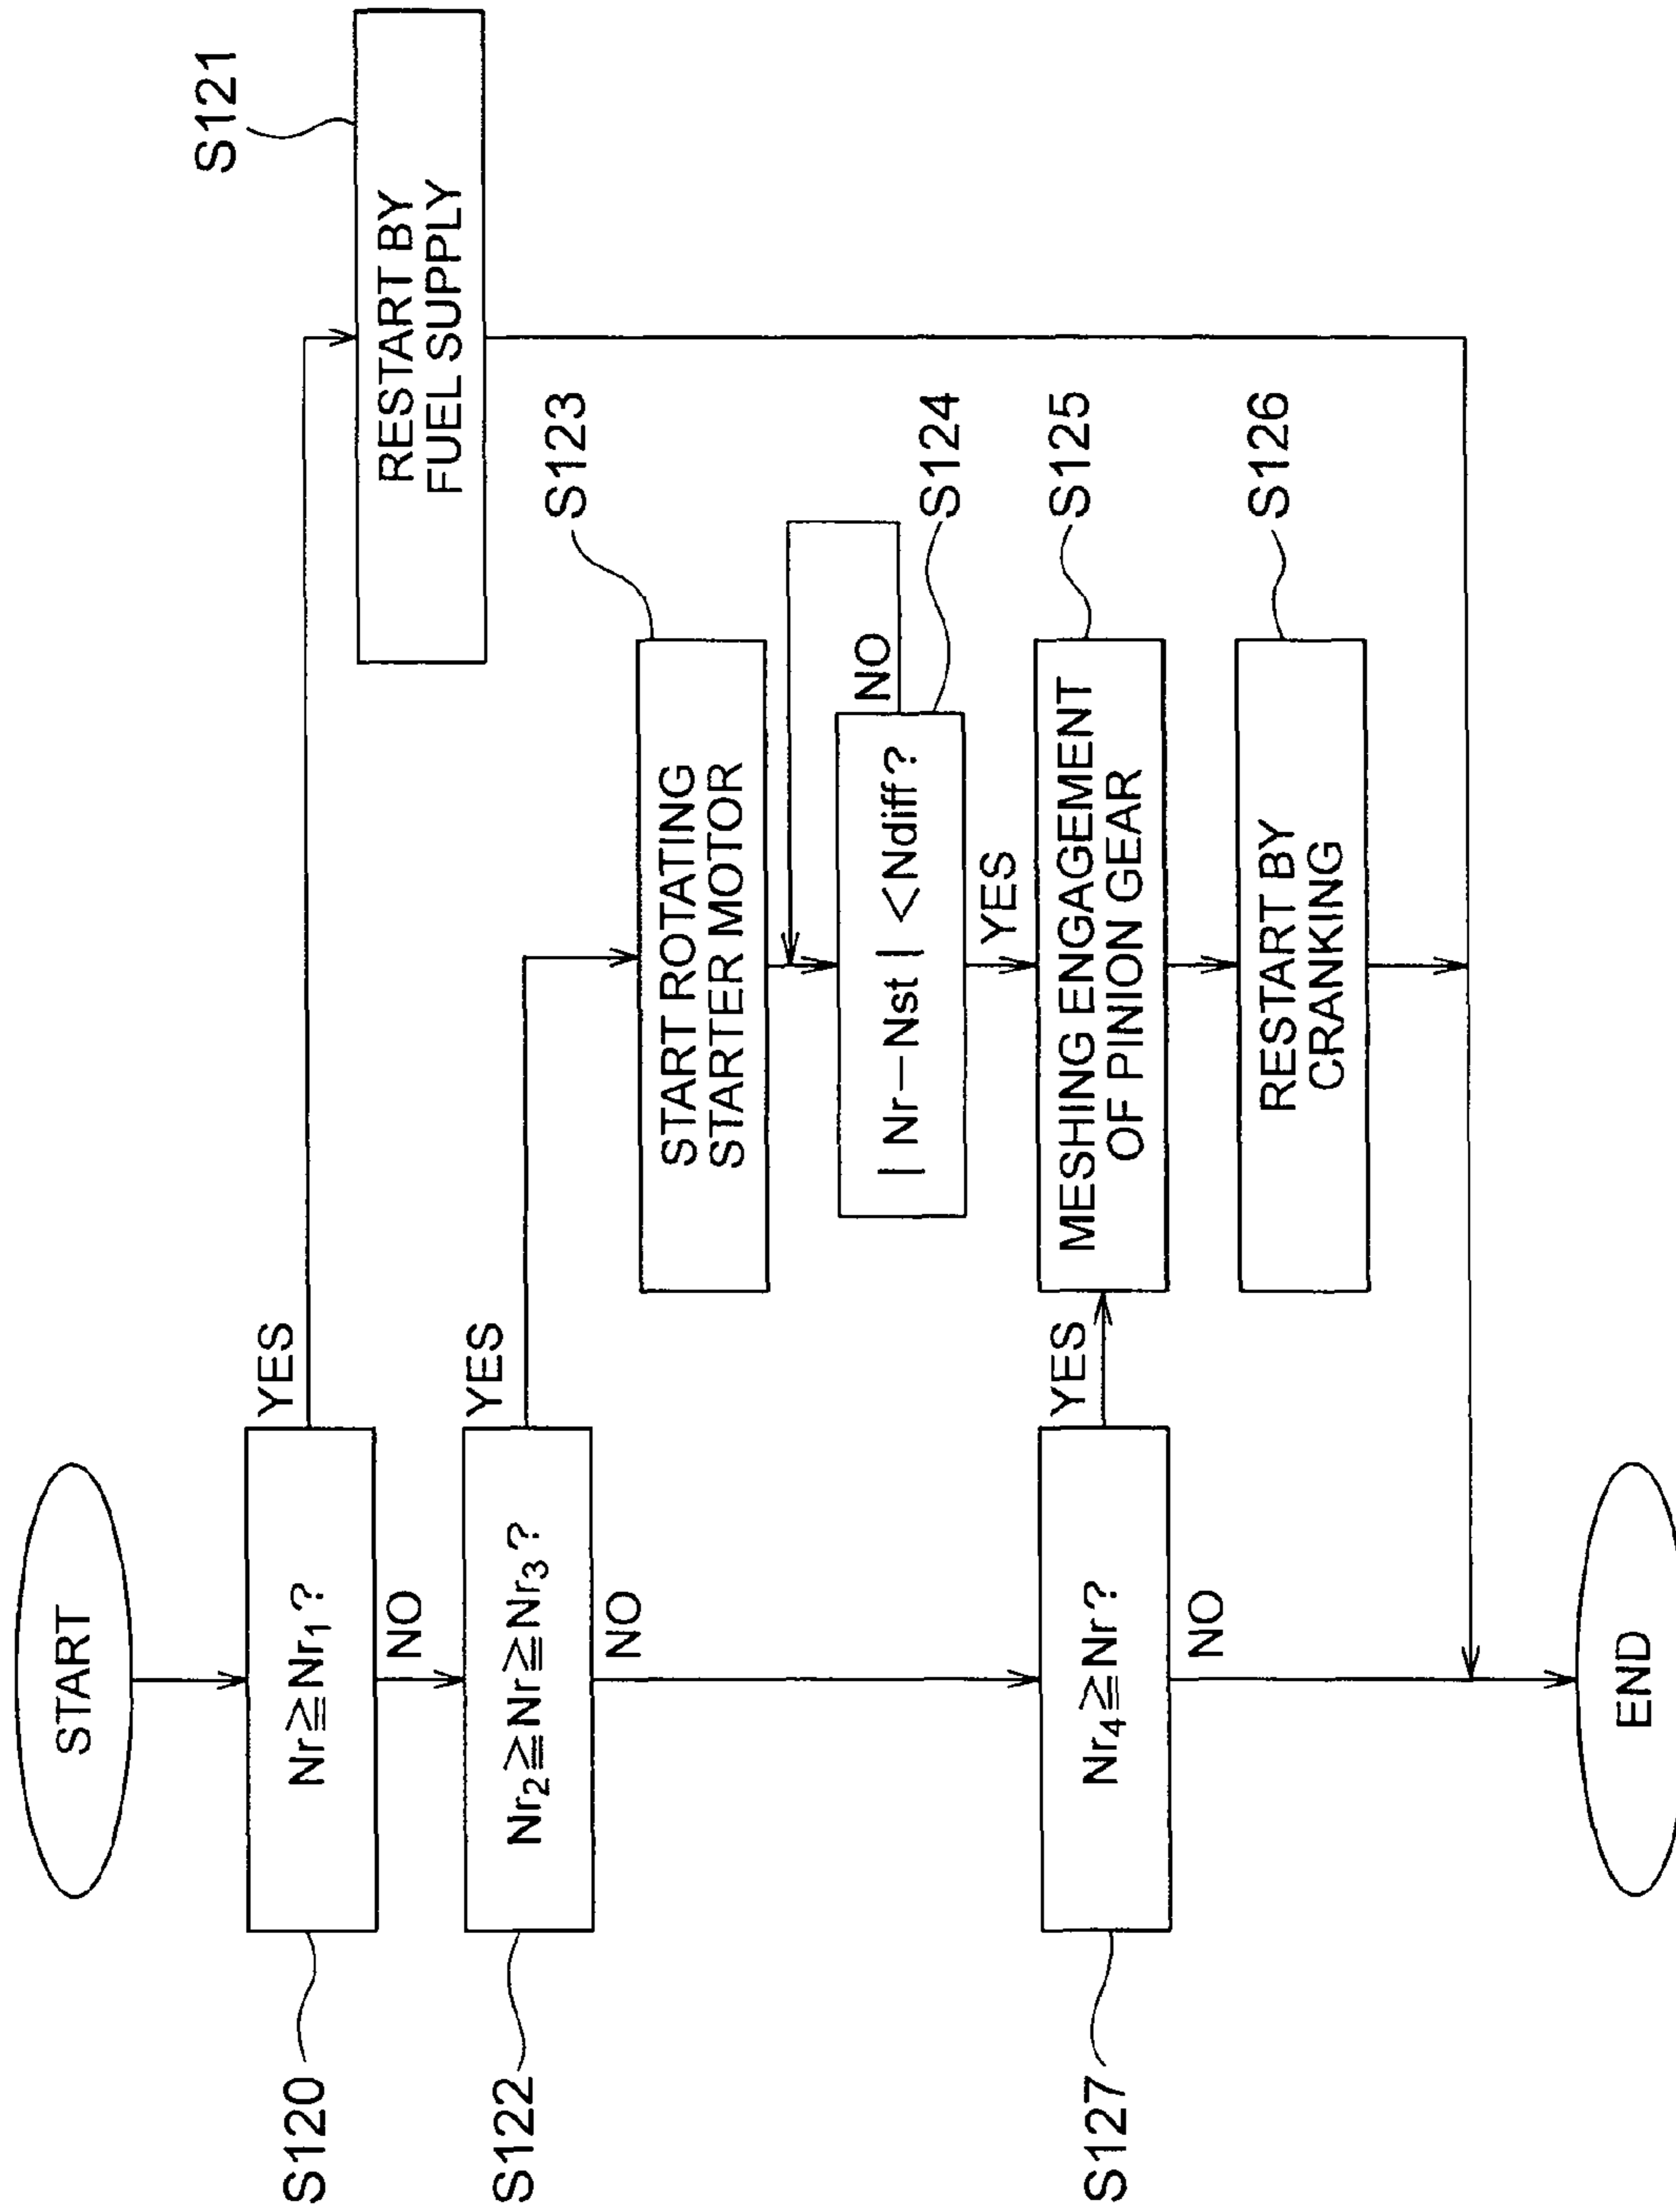 START
S120
Nr≧Nr₁?
YES
NO
S121
RESTART BY
FUEL SUPPLY
S122
Nr₂≧Nr≧Nr₃?
YES
NO
S123
START ROTATING
STARTER MOTOR
S124
|Nr−Nst|<Ndiff?
NO
YES
S125
MESHING ENGAGEMENT
OF PINION GEAR
S126
RESTART BY
CRANKING
S127
Nr₄≧Nr?
YES
NO
END